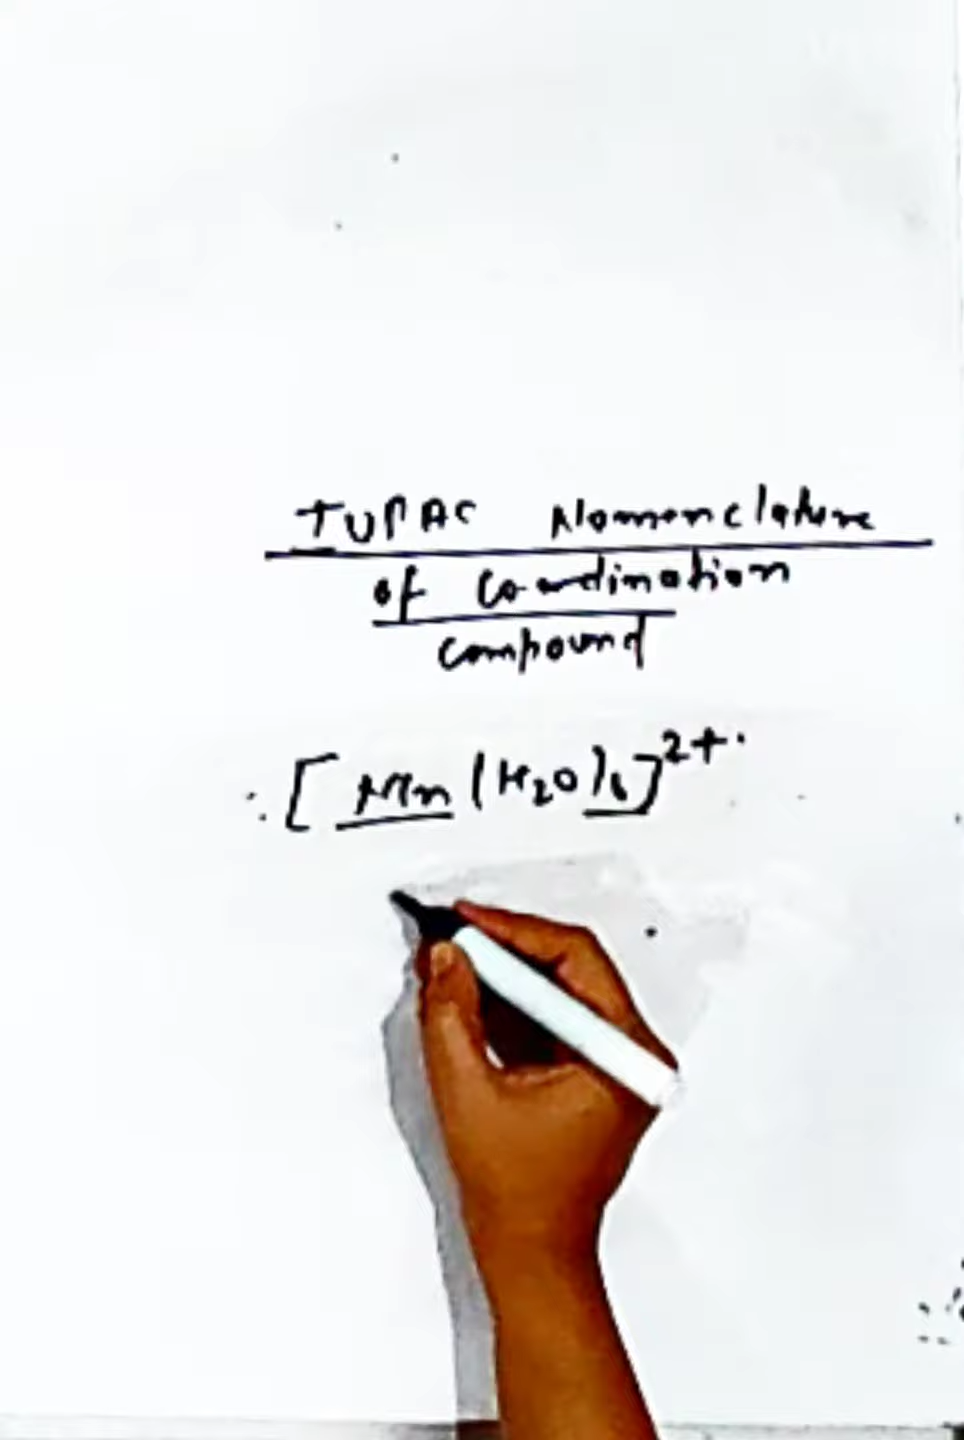 IUPAC Nomenclature
of Coordination
compound
[Mn(H₂O)₆]²⁺